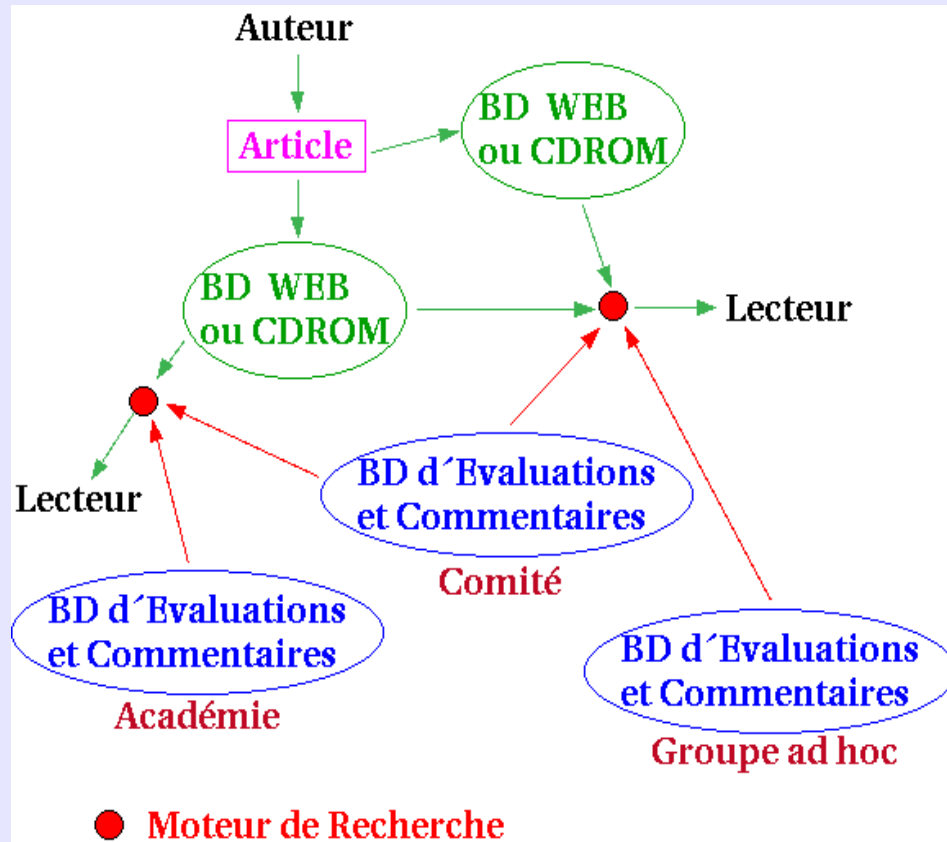 Auteur
BD WEB
ou CDROM
Article
BD WEB
ou CDROM
Lecteur
BD d´Evaluations
et Commentaires
Lecteur
Comité
BD d´Evaluations
et Commentaires
Académie
BD d´Evaluations
et Commentaires
Groupe ad hoc
Moteur de Recherche